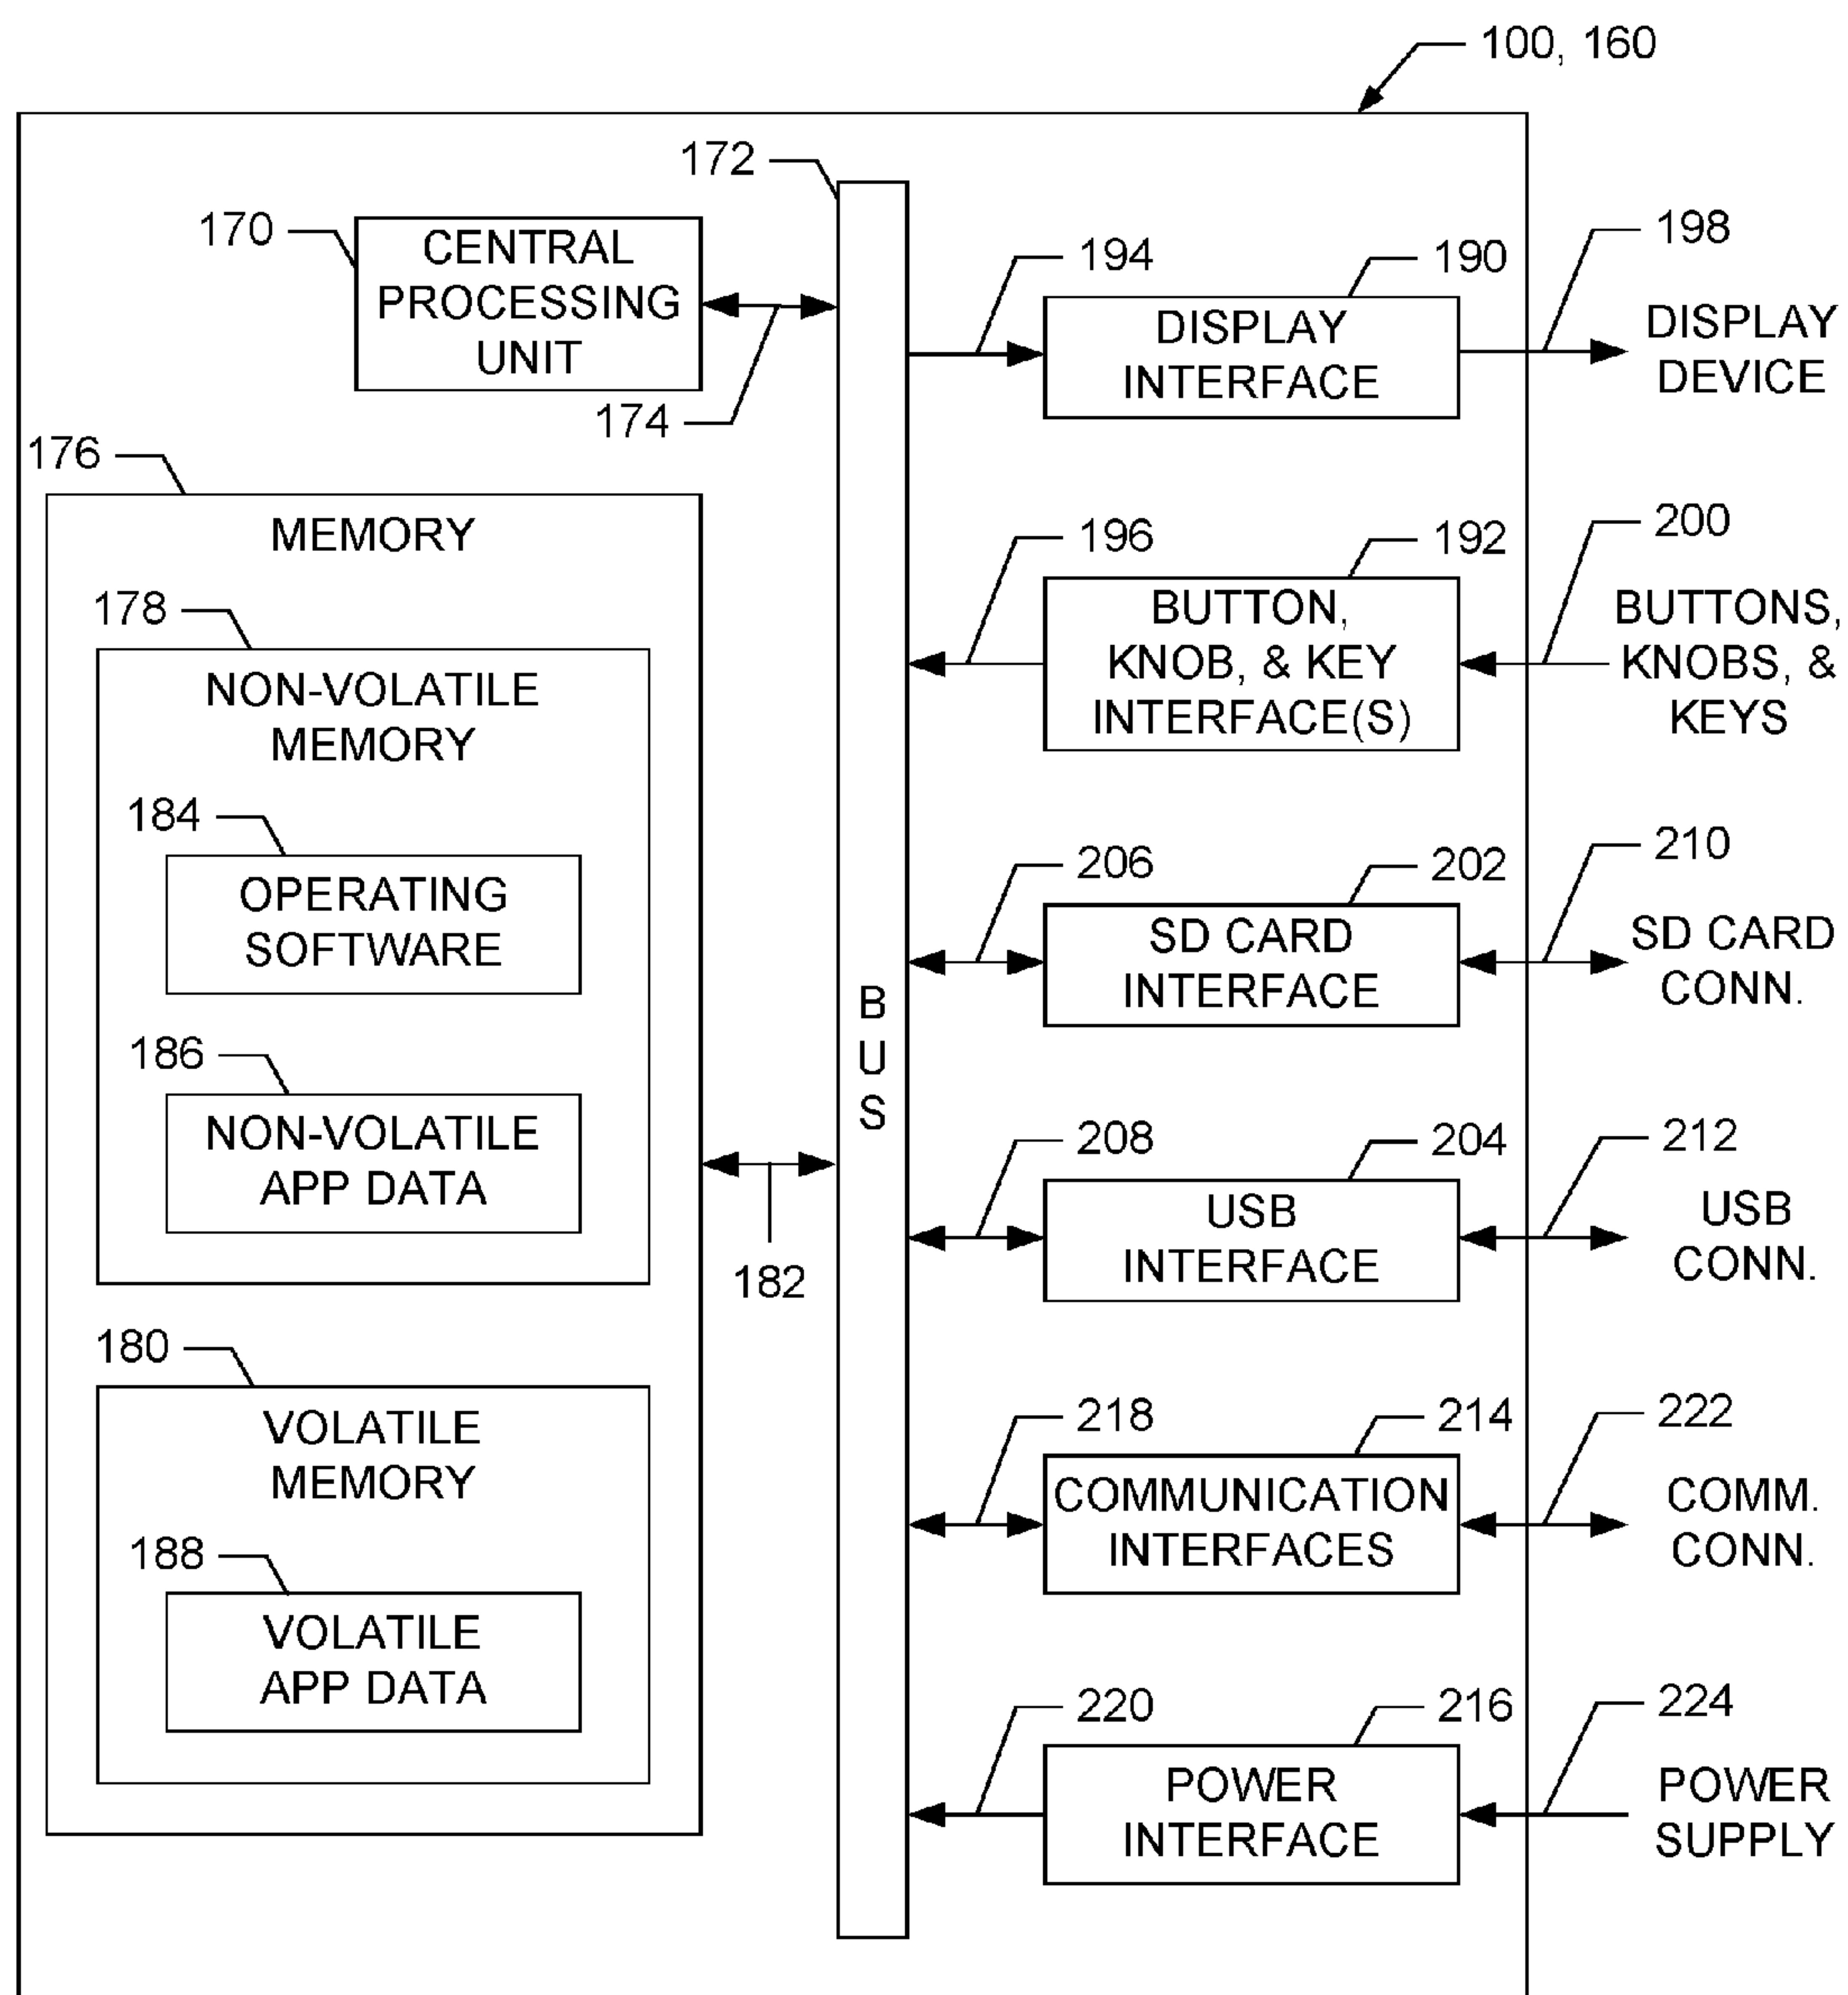 100, 160
172
170
CENTRAL
PROCESSING
UNIT
174
194
190
198
DISPLAY
INTERFACE
DISPLAY
DEVICE
176
MEMORY
178
NON-VOLATILE
MEMORY
184
OPERATING
SOFTWARE
186
NON-VOLATILE
APP DATA
182
180
VOLATILE
MEMORY
188
VOLATILE
APP DATA
B
U
S
196
192
200
BUTTON,
KNOB, & KEY
INTERFACE(S)
BUTTONS,
KNOBS, &
KEYS
206
202
210
SD CARD
INTERFACE
SD CARD
CONN.
208
204
212
USB
INTERFACE
USB
CONN.
218
214
222
COMMUNICATION
INTERFACES
COMM.
CONN.
220
216
224
POWER
INTERFACE
POWER
SUPPLY